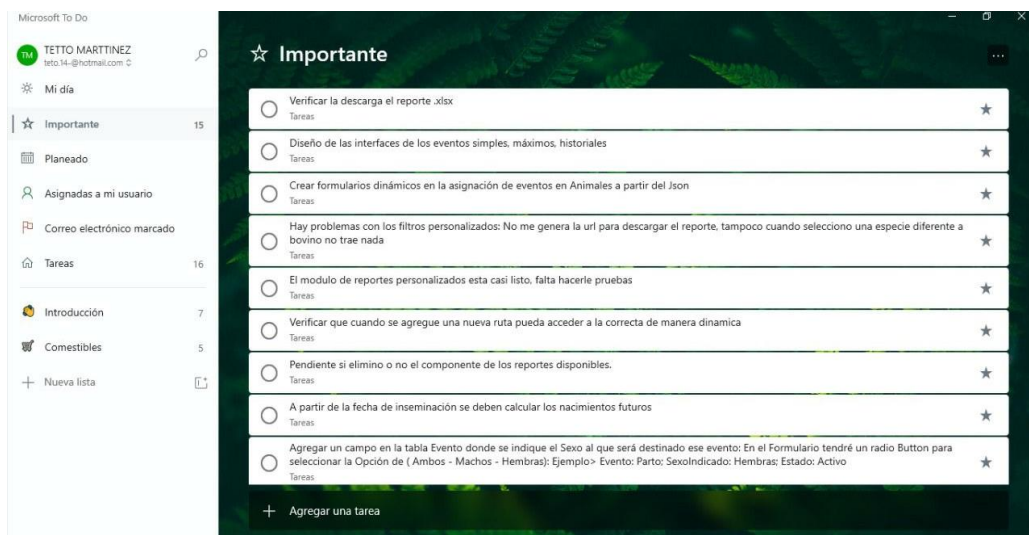 Microsoft To Do
TM
TETTO MARTTINEZ
teto.14-@hotmail.com
Mi día
Importante 15
Planeado
Asignadas a mi usuario
Correo electrónico marcado
Tareas 16
Introducción 7
Comestibles 5
Nueva lista
Importante
Verificar la descarga el reporte .xlsx
Tareas
Diseño de las interfaces de los eventos simples, máximos, historiales
Tareas
Crear formularios dinámicos en la asignación de eventos en Animales a partir del Json
Tareas
Hay problemas con los filtros personalizados: No me genera la url para descargar el reporte, tampoco cuando selecciono una especie diferente a
bovino no trae nada
Tareas
El modulo de reportes personalizados esta casi listo, falta hacerle pruebas
Tareas
Verificar que cuando se agregue una nueva ruta pueda acceder a la correcta de manera dinamica
Tareas
Pendiente si elimino o no el componente de los reportes disponibles.
Tareas
A partir de la fecha de inseminación se deben calcular los nacimientos futuros
Tareas
Agregar un campo en la tabla Evento donde se indique el Sexo al que será destinado ese evento: En el Formulario tendré un radio Button para
seleccionar la Opción de ( Ambos - Machos - Hembras): Ejemplo> Evento: Parto; SexoIndicado: Hembras; Estado: Activo
Tareas
Agregar una tarea